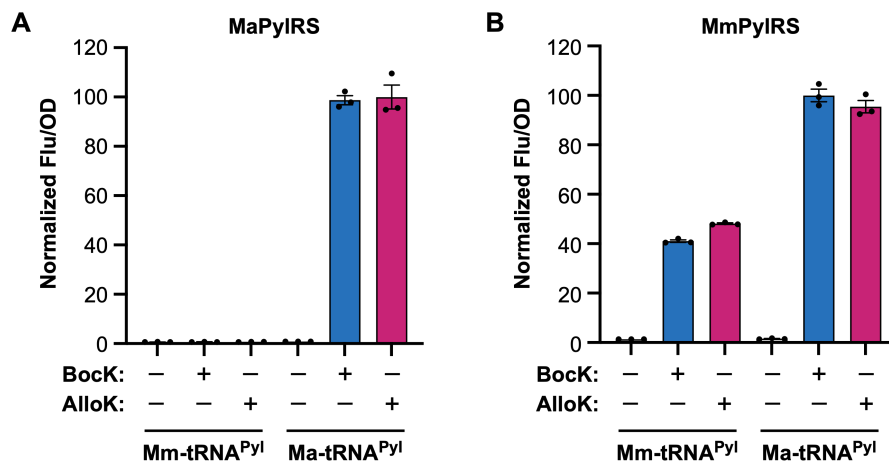 A
MaPylRS
Normalized Flu/OD
120
100
80
60
40
20
0
BocK: – + – – + –
AlloK: – – + – – +
Mm-tRNAPyl Ma-tRNAPyl
B
MmPylRS
Normalized Flu/OD
120
100
80
60
40
20
0
BocK: – + – – + –
AlloK: – – + – – +
Mm-tRNAPyl Ma-tRNAPyl